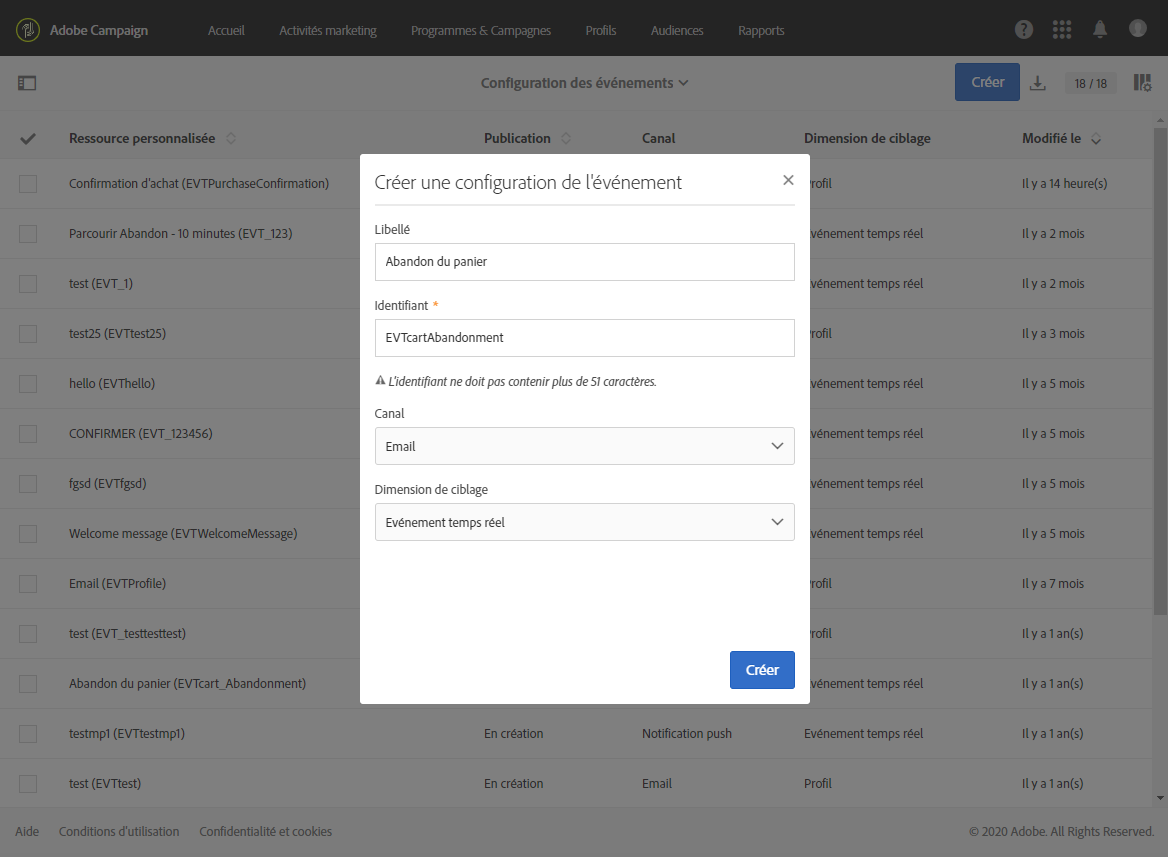 Adobe Campaign Accueil Activités marketing Programmes & Campagnes Profils Audiences Rapports ?
Configuration des événements Créer 18 / 18
Ressource personnalisée Publication Canal Dimension de ciblage Modifié le
Créer une configuration de l'événement
Confirmation d'achat (EVTPurchaseConfirmation) rofil Il y a 14 heure(s)
Libellé
Parcourir Abandon - 10 minutes (EVT_123) vénement temps réel Il y a 2 mois
Abandon du panier
test (EVT_1) vénement temps réel Il y a 2 mois
Identifiant *
test25 (EVTtest25) rofil Il y a 3 mois
EVTcartAbandonment
hello (EVThello) vénement temps réel Il y a 5 mois
L'identifiant ne doit pas contenir plus de 51 caractères.
Canal
CONFIRMER (EVT_123456) vénement temps réel Il y a 5 mois
Email
fgsd (EVTfgsd) vénement temps réel Il y a 5 mois
Dimension de ciblage
Welcome message (EVTWelcomeMessage) vénement temps réel Il y a 5 mois
Evénement temps réel
Email (EVTProfile) rofil Il y a 7 mois
test (EVT_testtesttest) rofil Il y a 1 an(s)
Créer
Abandon du panier (EVTcart_Abandonment) vénement temps réel Il y a 1 an(s)
testmp1 (EVTtestmp1) En création Notification push Evénement temps réel Il y a 1 an(s)
test (EVTtest) En création Email Profil Il y a 1 an(s)
Aide Conditions d'utilisation Confidentialité et cookies © 2020 Adobe. All Rights Reserved.